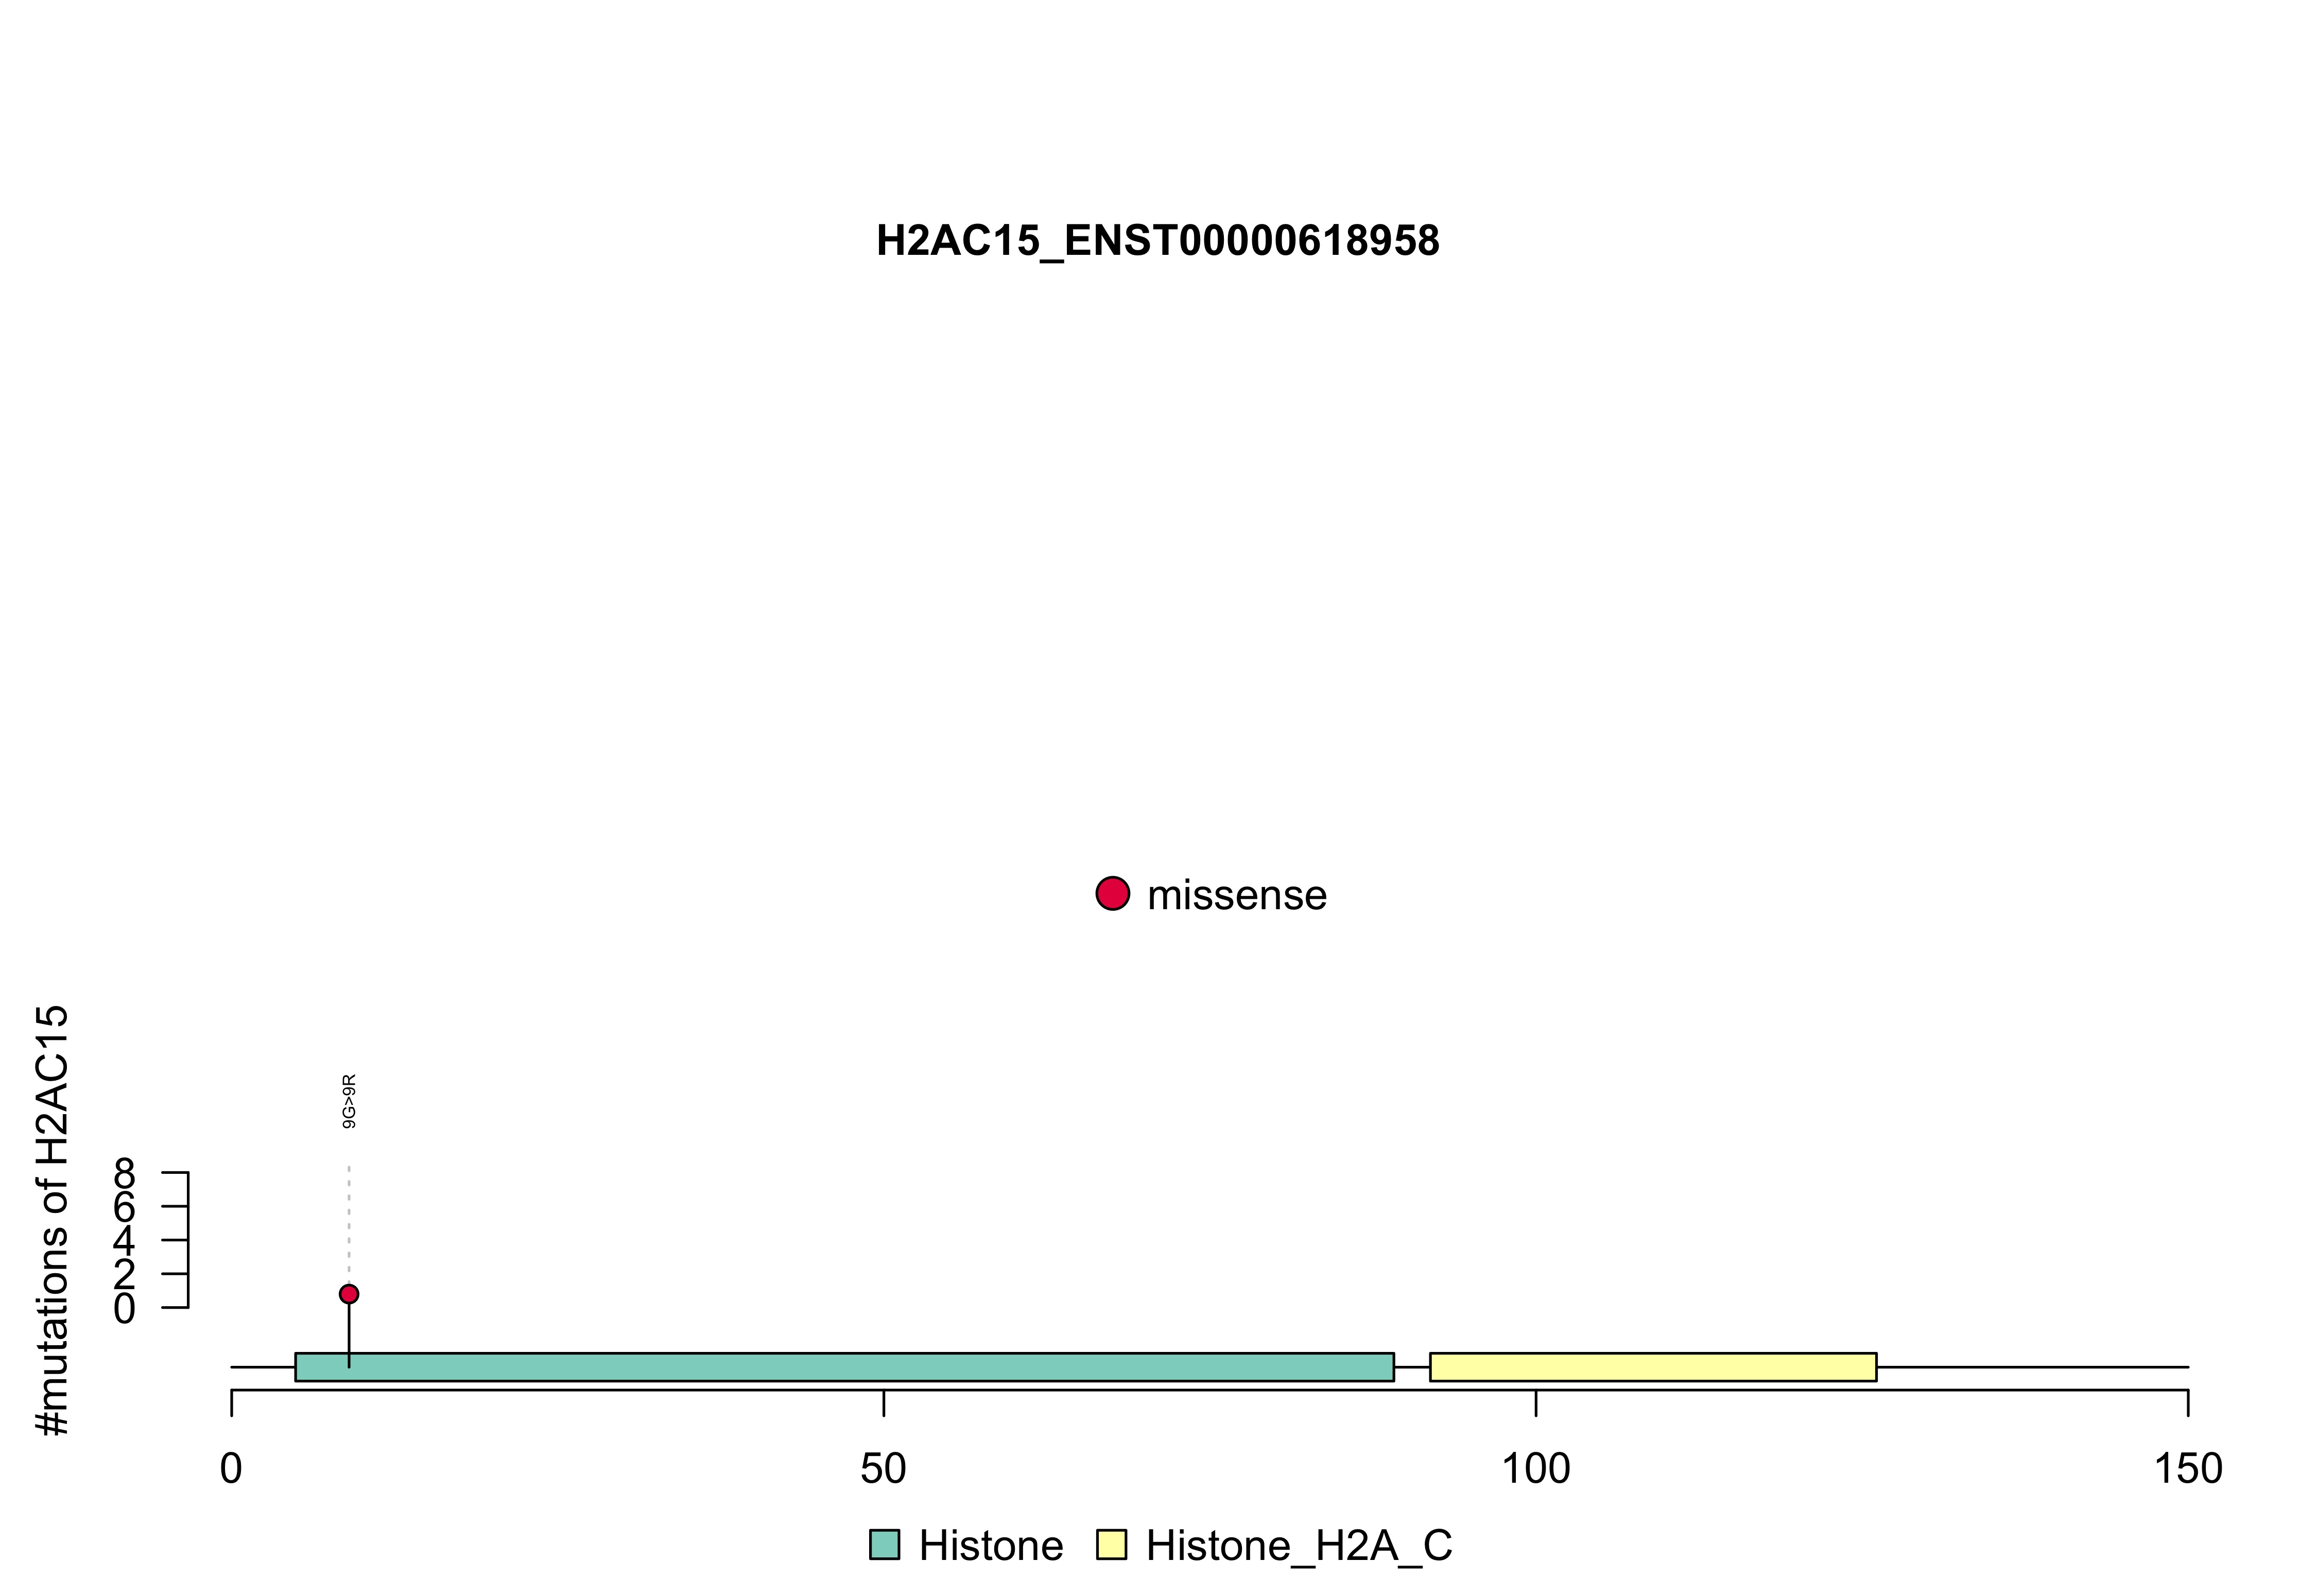 H2AC15_ENST00000618958
missense
#mutations of H2AC15
9G>9R
8
6
4
2
0
0 50 100 150
Histone Histone_H2A_C